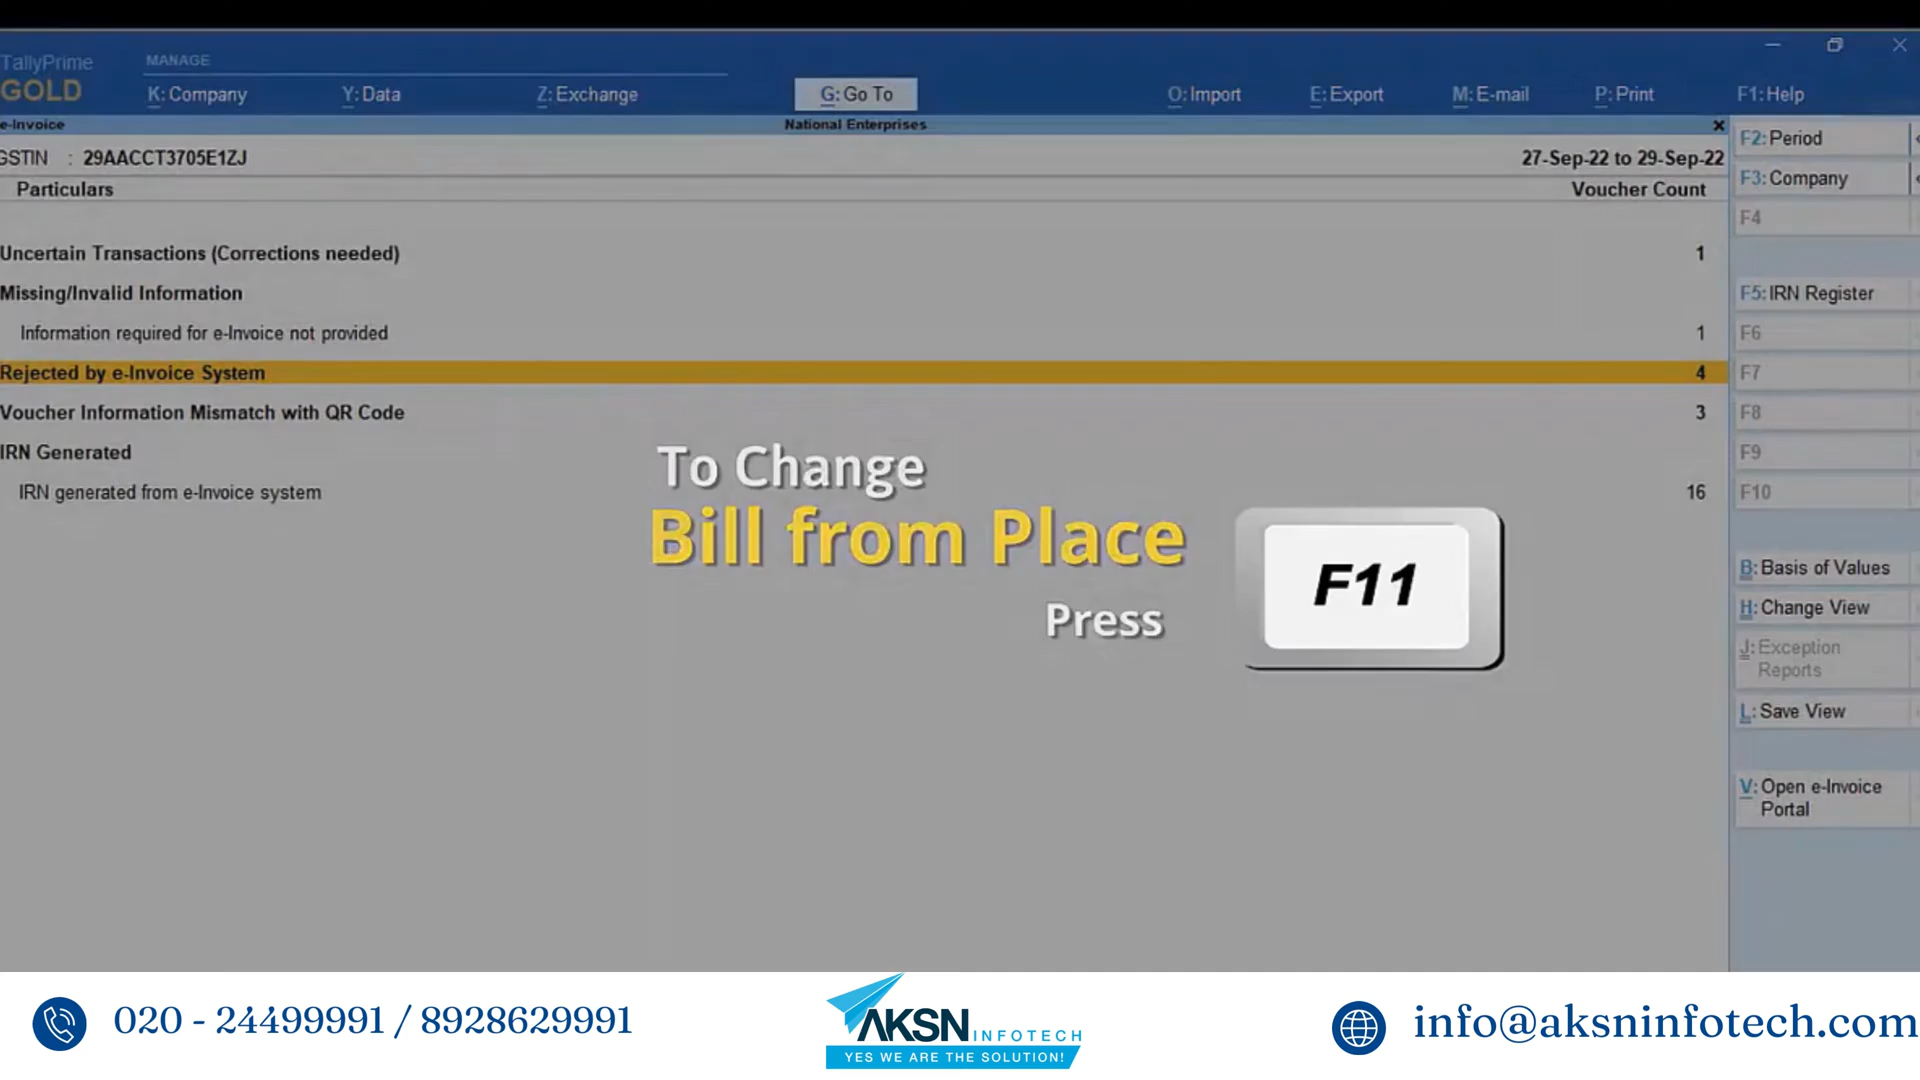 TallyPrime
GOLD
MANAGE
K: Company
Y: Data
Z: Exchange
G: Go To
O: Import
E: Export
M: E-mail
P: Print
F1: Help
e-Invoice
National Enterprises
GSTIN : 29AACCT3705E1ZJ
27-Sep-22 to 29-Sep-22
Particulars
Voucher Count
Uncertain Transactions (Corrections needed) 1
Missing/Invalid Information
Information required for e-Invoice not provided 1
Rejected by e-Invoice System 4
Voucher Information Mismatch with QR Code 3
IRN Generated
IRN generated from e-Invoice system 16
To Change
Bill from Place
Press
F11
F2: Period
F3: Company
F4
F5: IRN Register
F6
F7
F8
F9
F10
B: Basis of Values
H: Change View
J: Exception
Reports
L: Save View
V: Open e-Invoice
Portal
020 - 24499991 / 8928629991
AKSN INFOTECH
YES WE ARE THE SOLUTION!
info@aksninfotech.com